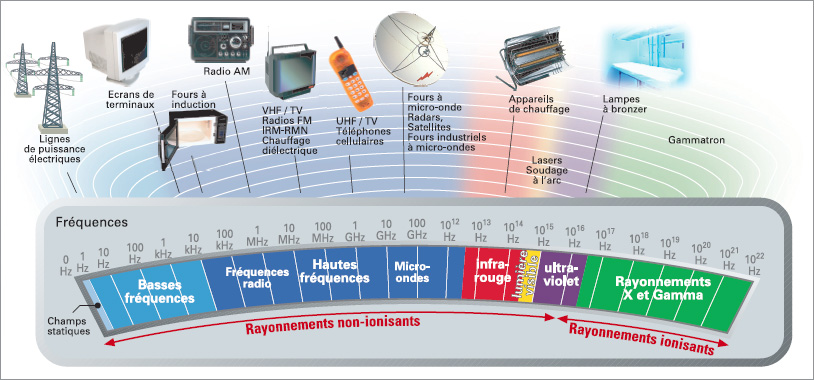 Lignes
de puissance
électriques
Ecrans de
terminaux
Fours à
induction
Radio AM
VHF / TV
Radios FM
IRM-RMN
Chauffage
diélectrique
UHF / TV
Téléphones
cellulaires
Fours à
micro-onde
Radars,
Satellites
Fours industriels
à micro-ondes
Appareils
de chauffage
Lasers
Soudage
à l'arc
Lampes
à bronzer
Gammatron
Fréquences
0
Hz
1
Hz
10
Hz
100
Hz
1
kHz
10
kHz
100
kHz
1
MHz
10
MHz
100
MHz
1
GHz
10
GHz
100
GHz
10¹²
Hz
10¹³
Hz
10¹⁴
Hz
10¹⁵
Hz
10¹⁶
Hz
10¹⁷
Hz
10¹⁸
Hz
10¹⁹
Hz
10²⁰
Hz
10²¹
Hz
10²²
Hz
Basses
fréquences
Fréquences
radio
Hautes
fréquences
Micro-
ondes
infra-
rouge
lumière
visible
ultra-
violet
Rayonnements
X et Gamma
Champs
statiques
Rayonnements non-ionisants
Rayonnements ionisants